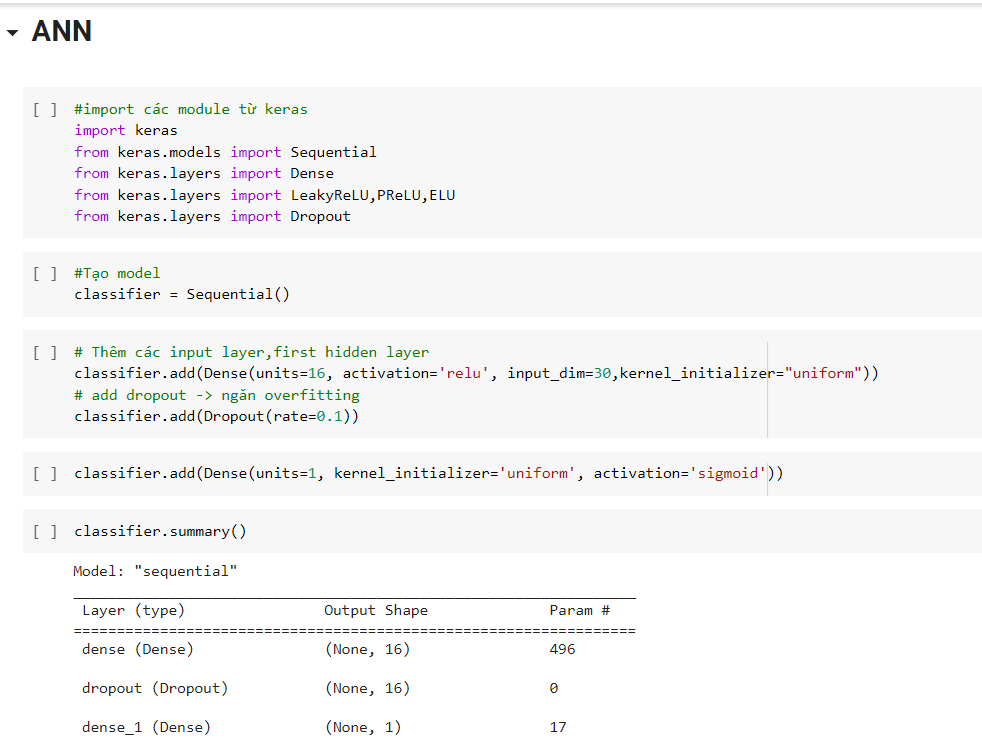 ANN
[ ] #import các module từ keras
import keras
from keras.models import Sequential
from keras.layers import Dense
from keras.layers import LeakyReLU,PReLU,ELU
from keras.layers import Dropout
[ ] #Tạo model
classifier = Sequential()
[ ] # Thêm các input layer,first hidden layer
classifier.add(Dense(units=16, activation='relu', input_dim=30,kernel_initializer="uniform"))
# add dropout -> ngăn overfitting
classifier.add(Dropout(rate=0.1))
[ ] classifier.add(Dense(units=1, kernel_initializer='uniform', activation='sigmoid'))
[ ] classifier.summary()
Model: "sequential"
_________________________________________________________________
Layer (type) Output Shape Param #
=================================================================
dense (Dense) (None, 16) 496
dropout (Dropout) (None, 16) 0
dense_1 (Dense) (None, 1) 17